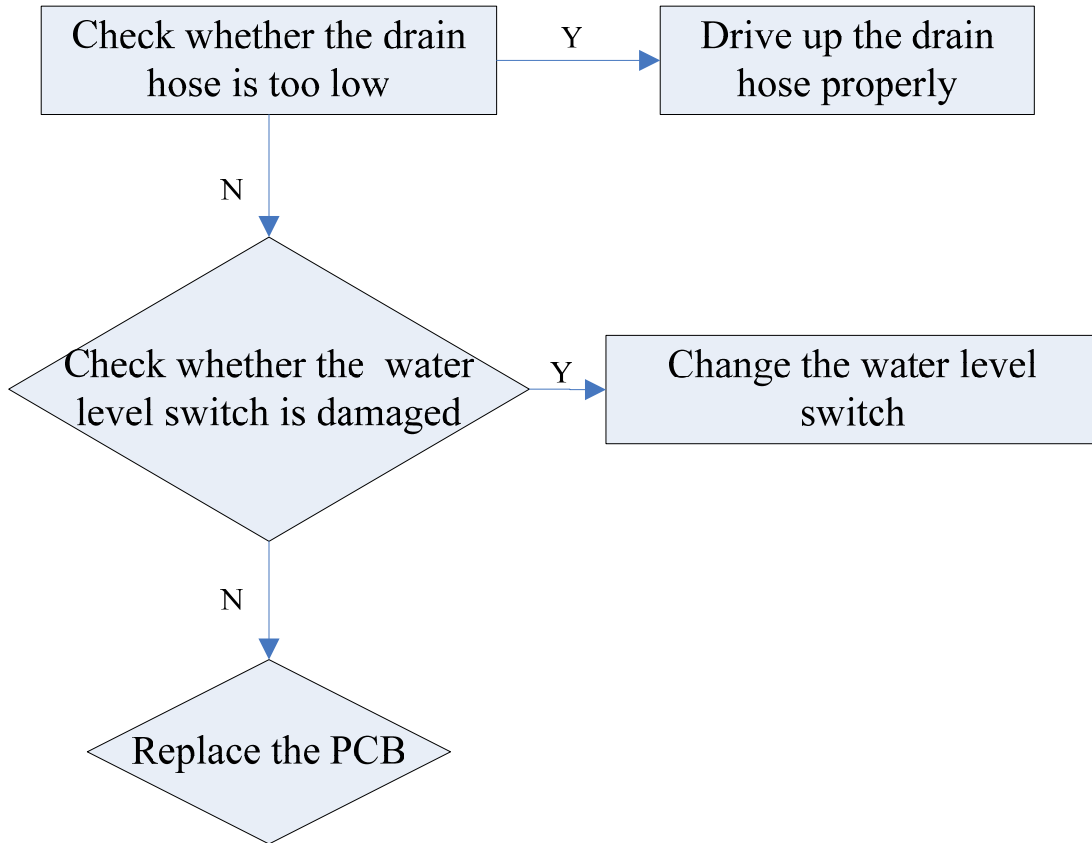 Check whether the drain
hose is too low
Y
Drive up the drain
hose properly
N
Check whether the  water
level switch is damaged
Y
Change the water level
switch
N
Replace the PCB